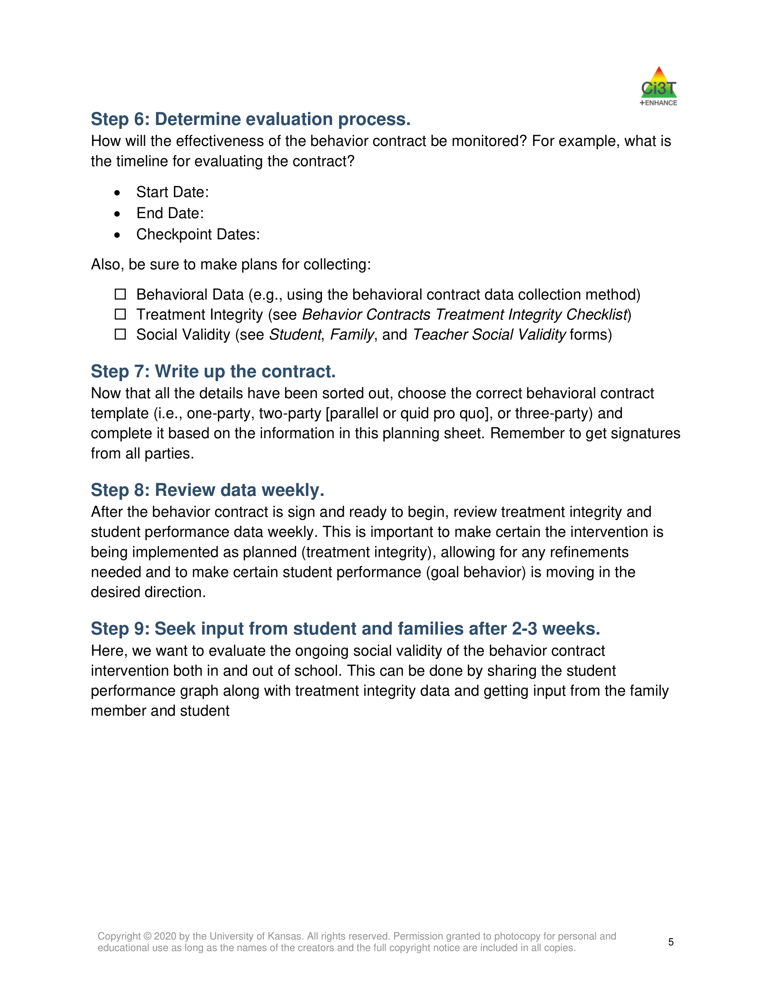 Ci3T
+ENHANCE
Step 6: Determine evaluation process.
How will the effectiveness of the behavior contract be monitored? For example, what is
the timeline for evaluating the contract?
• Start Date:
• End Date:
• Checkpoint Dates:
Also, be sure to make plans for collecting:
☐ Behavioral Data (e.g., using the behavioral contract data collection method)
☐ Treatment Integrity (see Behavior Contracts Treatment Integrity Checklist)
☐ Social Validity (see Student, Family, and Teacher Social Validity forms)
Step 7: Write up the contract.
Now that all the details have been sorted out, choose the correct behavioral contract
template (i.e., one-party, two-party [parallel or quid pro quo], or three-party) and
complete it based on the information in this planning sheet. Remember to get signatures
from all parties.
Step 8: Review data weekly.
After the behavior contract is sign and ready to begin, review treatment integrity and
student performance data weekly. This is important to make certain the intervention is
being implemented as planned (treatment integrity), allowing for any refinements
needed and to make certain student performance (goal behavior) is moving in the
desired direction.
Step 9: Seek input from student and families after 2-3 weeks.
Here, we want to evaluate the ongoing social validity of the behavior contract
intervention both in and out of school. This can be done by sharing the student
performance graph along with treatment integrity data and getting input from the family
member and student
Copyright © 2020 by the University of Kansas. All rights reserved. Permission granted to photocopy for personal and
educational use as long as the names of the creators and the full copyright notice are included in all copies.
5